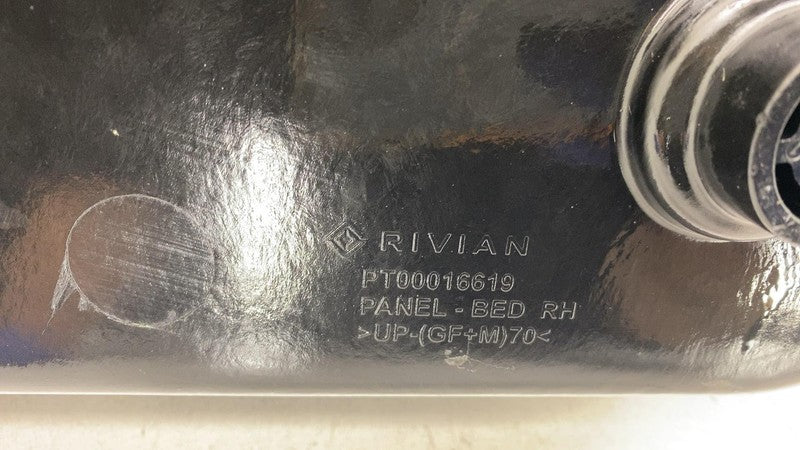 RIVIAN
PT00016619
PANEL - BED RH
>UP-(GF+M)70<